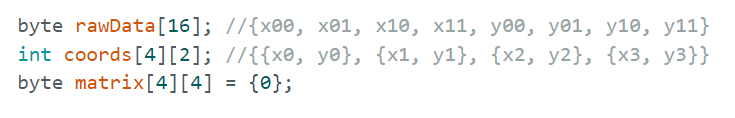 byte rawData[16]; //{x00, x01, x10, x11, y00, y01, y10, y11}
int coords[4][2]; //{{x0, y0}, {x1, y1}, {x2, y2}, {x3, y3}}
byte matrix[4][4] = {0};